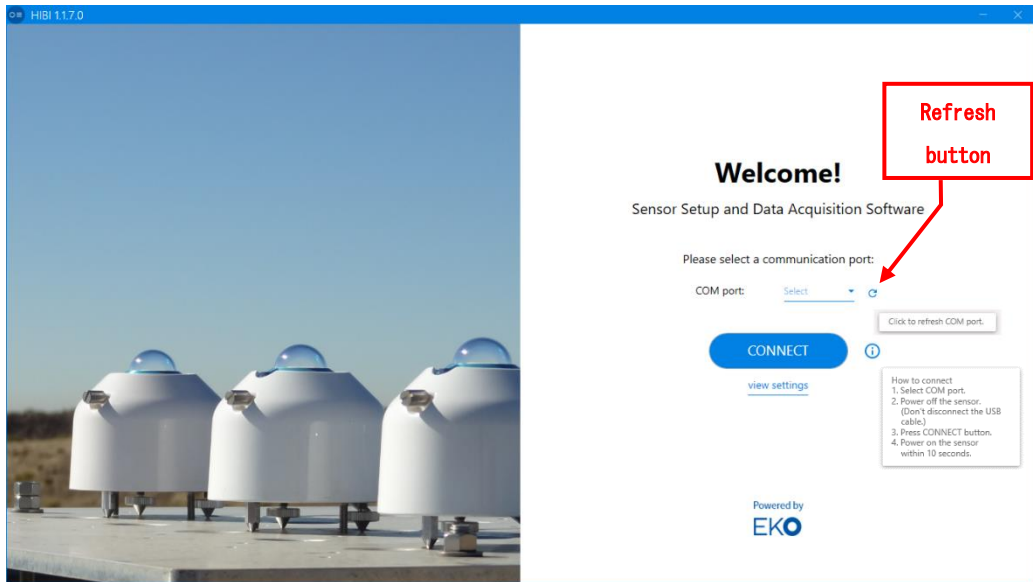 HIBI 1.1.7.0
Refresh
button
Welcome!
Sensor Setup and Data Acquisition Software
Please select a communication port:
COM port:
Select
Click to refresh COM port.
CONNECT
view settings
How to connect
1. Select COM port.
2. Power off the sensor.
(Don't disconnect the USB
cable.)
3. Press CONNECT button.
4. Power on the sensor
within 10 seconds.
Powered by
EKO